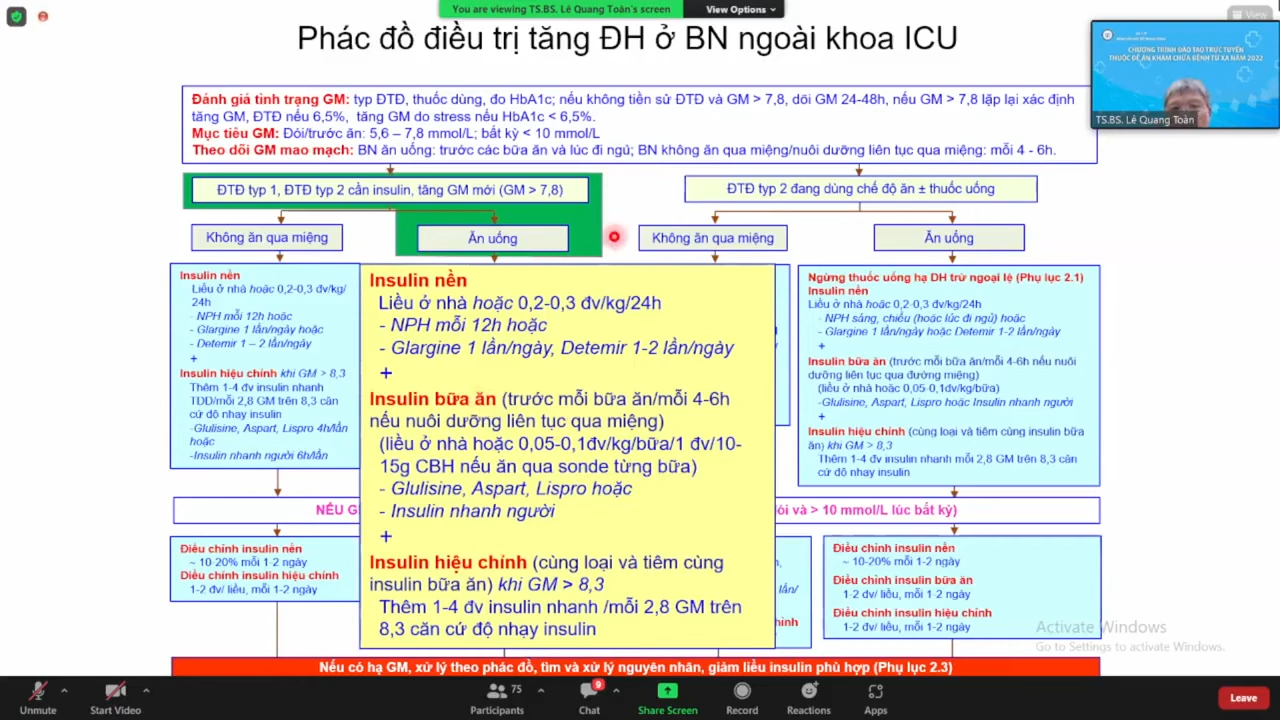 You are viewing TS.BS. Lê Quang Toàn's screen
View Options
View
Phác đồ điều trị tăng ĐH ở BN ngoài khoa ICU
CHƯƠNG TRÌNH ĐÀO TẠO TRỰC TUYẾN
THUỘC ĐỀ ÁN KHÁM CHỮA BỆNH TỪ XA NĂM 2022
TS.BS. Lê Quang Toàn
Đánh giá tình trạng GM: typ ĐTĐ, thuốc dùng, đo HbA1c; nếu không tiền sử ĐTĐ và GM > 7,8, dõi GM 24-48h, nếu GM > 7,8 lặp lại xác định
tăng GM, ĐTĐ nếu 6,5%, tăng GM do stress nếu HbA1c < 6,5%.
Mục tiêu GM: Đói/trước ăn: 5,6 – 7,8 mmol/L; bất kỳ < 10 mmol/L
Theo dõi GM mao mạch: BN ăn uống: trước các bữa ăn và lúc đi ngủ; BN không ăn qua miệng/nuôi dưỡng liên tục qua miệng: mỗi 4 - 6h.
ĐTĐ typ 1, ĐTĐ typ 2 cần insulin, tăng GM mới (GM > 7,8)
ĐTĐ typ 2 đang dùng chế độ ăn ± thuốc uống
Không ăn qua miệng
Ăn uống
Không ăn qua miệng
Ăn uống
Insulin nền
Liều ở nhà hoặc 0,2-0,3 đv/kg/
24h
- NPH mỗi 12h hoặc
- Glargine 1 lần/ngày hoặc
- Detemir 1 – 2 lần/ngày
+
Insulin hiệu chính khi GM > 8,3
Thêm 1-4 đv insulin nhanh
TDD/mỗi 2,8 GM trên 8,3 căn
cứ độ nhạy insulin
-Glulisine, Aspart, Lispro 4h/lần
hoặc
-Insulin nhanh người 6h/lần
Insulin nền
Liều ở nhà hoặc 0,2-0,3 đv/kg/24h
- NPH mỗi 12h hoặc
- Glargine 1 lần/ngày, Detemir 1-2 lần/ngày
+
Insulin bữa ăn (trước mỗi bữa ăn/mỗi 4-6h
nếu nuôi dưỡng liên tục qua miệng)
(liều ở nhà hoặc 0,05-0,1đv/kg/bữa/1 đv/10-
15g CBH nếu ăn qua sonde từng bữa)
- Glulisine, Aspart, Lispro hoặc
- Insulin nhanh người
+
Insulin hiệu chính (cùng loại và tiêm cùng
insulin bữa ăn) khi GM > 8,3
Thêm 1-4 đv insulin nhanh /mỗi 2,8 GM trên
8,3 căn cứ độ nhạy insulin
Ngừng thuốc uống hạ DH trừ ngoại lệ (Phụ lục 2.1)
Insulin nền
Liều ở nhà hoặc 0,2-0,3 đv/kg/24h
- NPH sáng, chiều (hoặc lúc đi ngủ) hoặc
- Glargine 1 lần/ngày hoặc Detemir 1-2 lần/ngày
+
Insulin bữa ăn (trước mỗi bữa ăn/mỗi 4-6h nếu nuôi
dưỡng liên tục qua đường miệng)
(liều ở nhà hoặc 0,05-0,1đv/kg/bữa)
-Glulisine, Aspart, Lispro hoặc Insulin nhanh người
+
Insulin hiệu chính (cùng loại và tiêm cùng insulin bữa
ăn) khi GM > 8,3
Thêm 1-4 đv insulin nhanh mỗi 2,8 GM trên 8,3 căn
cứ độ nhạy insulin
NẾU G
ói và > 10 mmol/L lúc bất kỳ)
Điều chỉnh insulin nền
~ 10-20% mỗi 1-2 ngày
Điều chỉnh insulin hiệu chính
1-2 đv/ liều, mỗi 1-2 ngày
lần/
hính
Điều chỉnh insulin nền
~ 10-20% mỗi 1-2 ngày
Điều chỉnh insulin bữa ăn
1-2 đv/ liều, mỗi 1-2 ngày
Điều chỉnh insulin hiệu chính
1-2 đv/ liều, mỗi 1-2 ngày
Activate Windows
Go to Settings to activate Windows.
Nếu có hạ GM, xử lý theo phác đồ, tìm và xử lý nguyên nhân, giảm liều insulin phù hợp (Phụ lục 2.3)
Unmute
Start Video
75
Participants
9
Chat
Share Screen
Record
Reactions
Apps
Leave